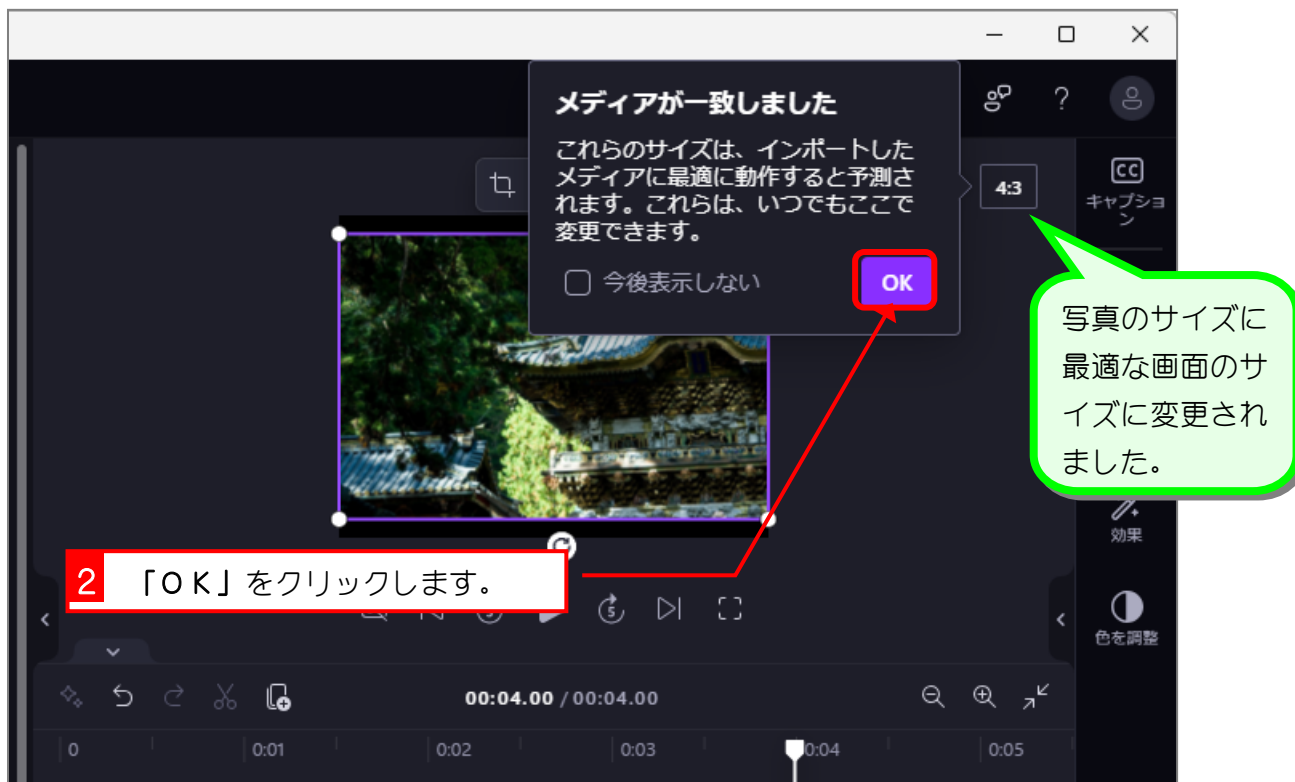 メディアが一致しました
これらのサイズは、インポートした
メディアに最適に動作すると予測さ
れます。これらは、いつでもここで
変更できます。
今後表示しない
OK
?
4:3
CC
キャプショ
ン
写真のサイズに
最適な画面のサ
イズに変更され
ました。
効果
2 「OK」をクリックします。
5
色を調整
00:04.00 / 00:04.00
0 0:01 0:02 0:03 0:04 0:05